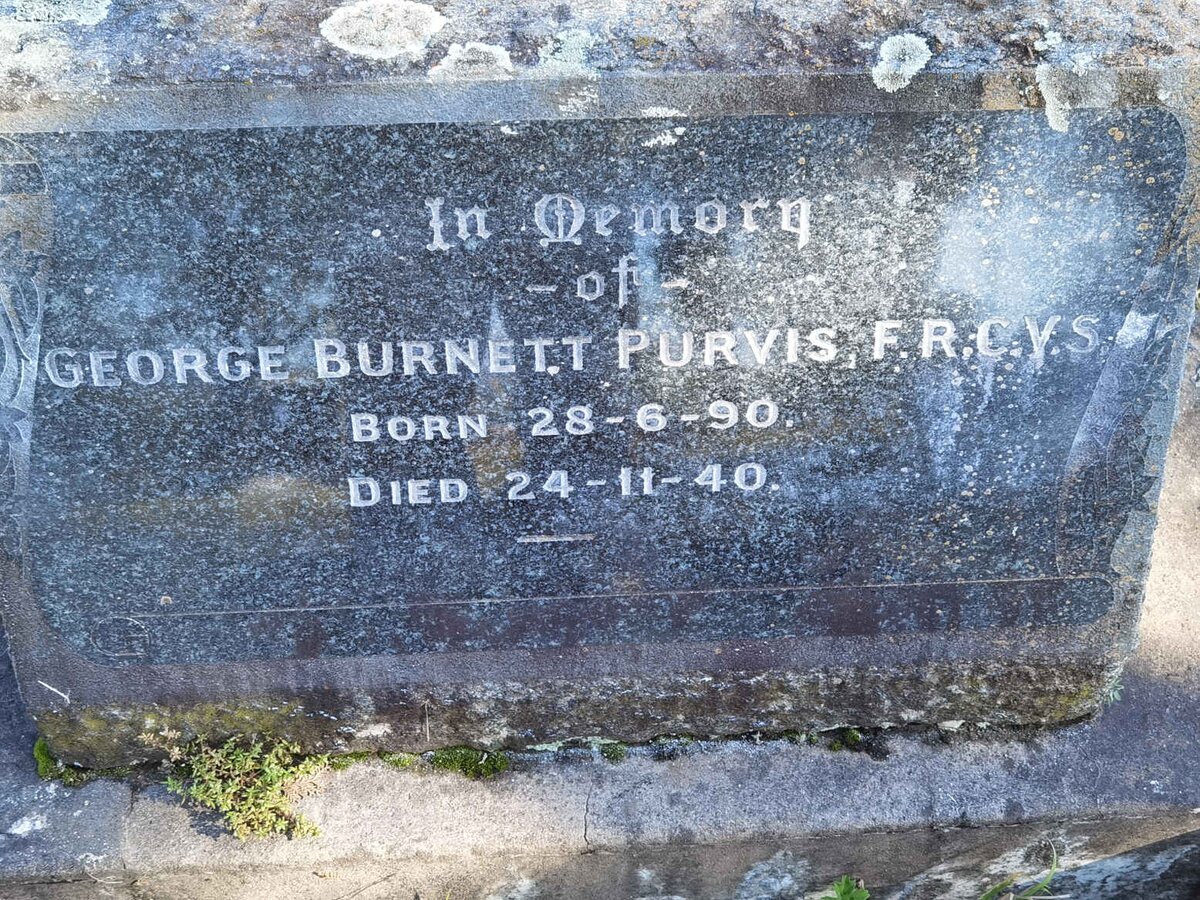 In Memory
- of -
GEORGE BURNETT PURVIS, F.R.C.V.S.
BORN 28-6-90.
DIED 24-11-40.